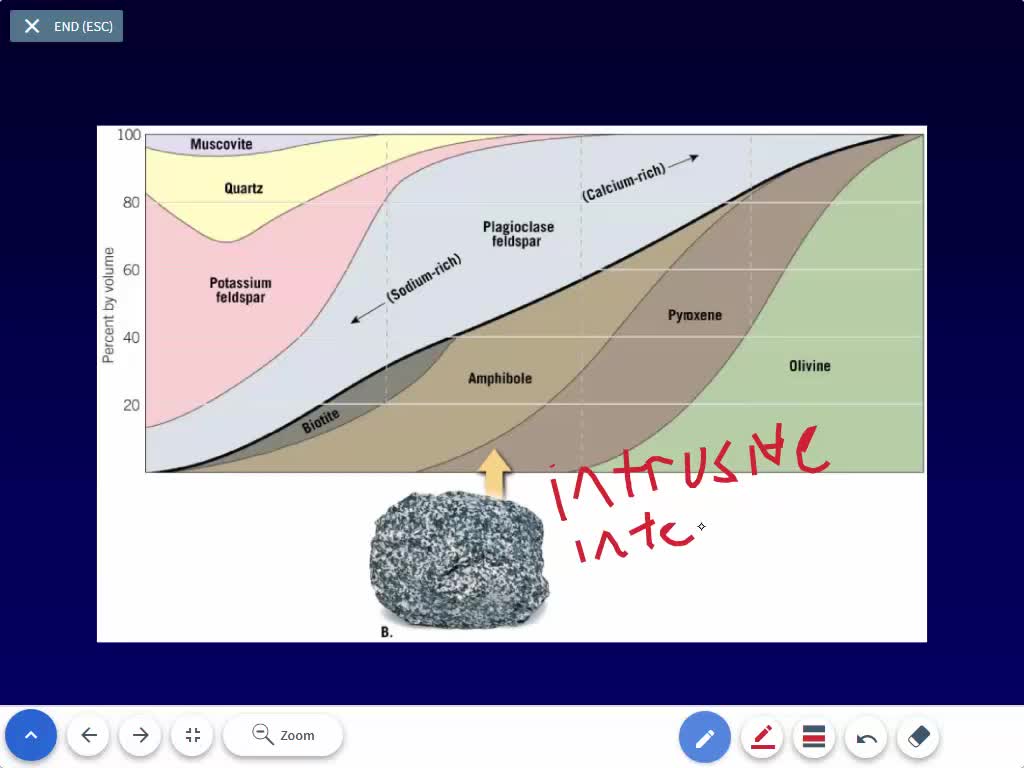 END (ESC)
100
Muscovite
Quartz
(Calcium-rich)
80
Plagioclase
feldspar
Percent by volume
60
(Sodium-rich)
Potassium
feldspar
40
Pyroxene
Olivine
Amphibole
20
Biotite
intrusive
inte
B.
Zoom